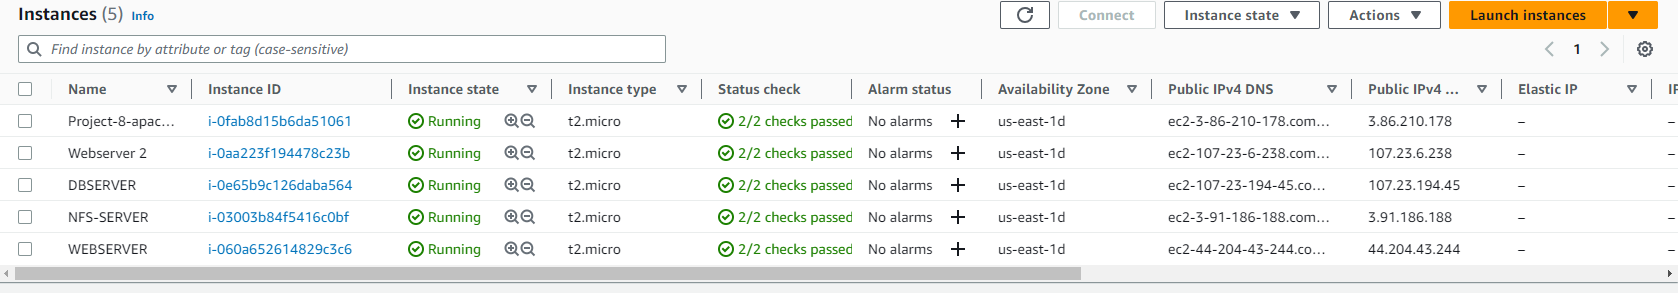 Instances (5) Info Connect Instance state Actions Launch instances
Find instance by attribute or tag (case-sensitive) 1
Name Instance ID Instance state Instance type Status check Alarm status Availability Zone Public IPv4 DNS Public IPv4 ... Elastic IP IP
Project-8-apac... i-0fab8d15b6da51061 Running t2.micro 2/2 checks passed No alarms + us-east-1d ec2-3-86-210-178.com... 3.86.210.178 – –
Webserver 2 i-0aa223f194478c23b Running t2.micro 2/2 checks passed No alarms + us-east-1d ec2-107-23-6-238.com... 107.23.6.238 – –
DBSERVER i-0e65b9c126daba564 Running t2.micro 2/2 checks passed No alarms + us-east-1d ec2-107-23-194-45.co... 107.23.194.45 – –
NFS-SERVER i-03003b84f5416c0bf Running t2.micro 2/2 checks passed No alarms + us-east-1d ec2-3-91-186-188.com... 3.91.186.188 – –
WEBSERVER i-060a652614829c3c6 Running t2.micro 2/2 checks passed No alarms + us-east-1d ec2-44-204-43-244.com... 44.204.43.244 – –